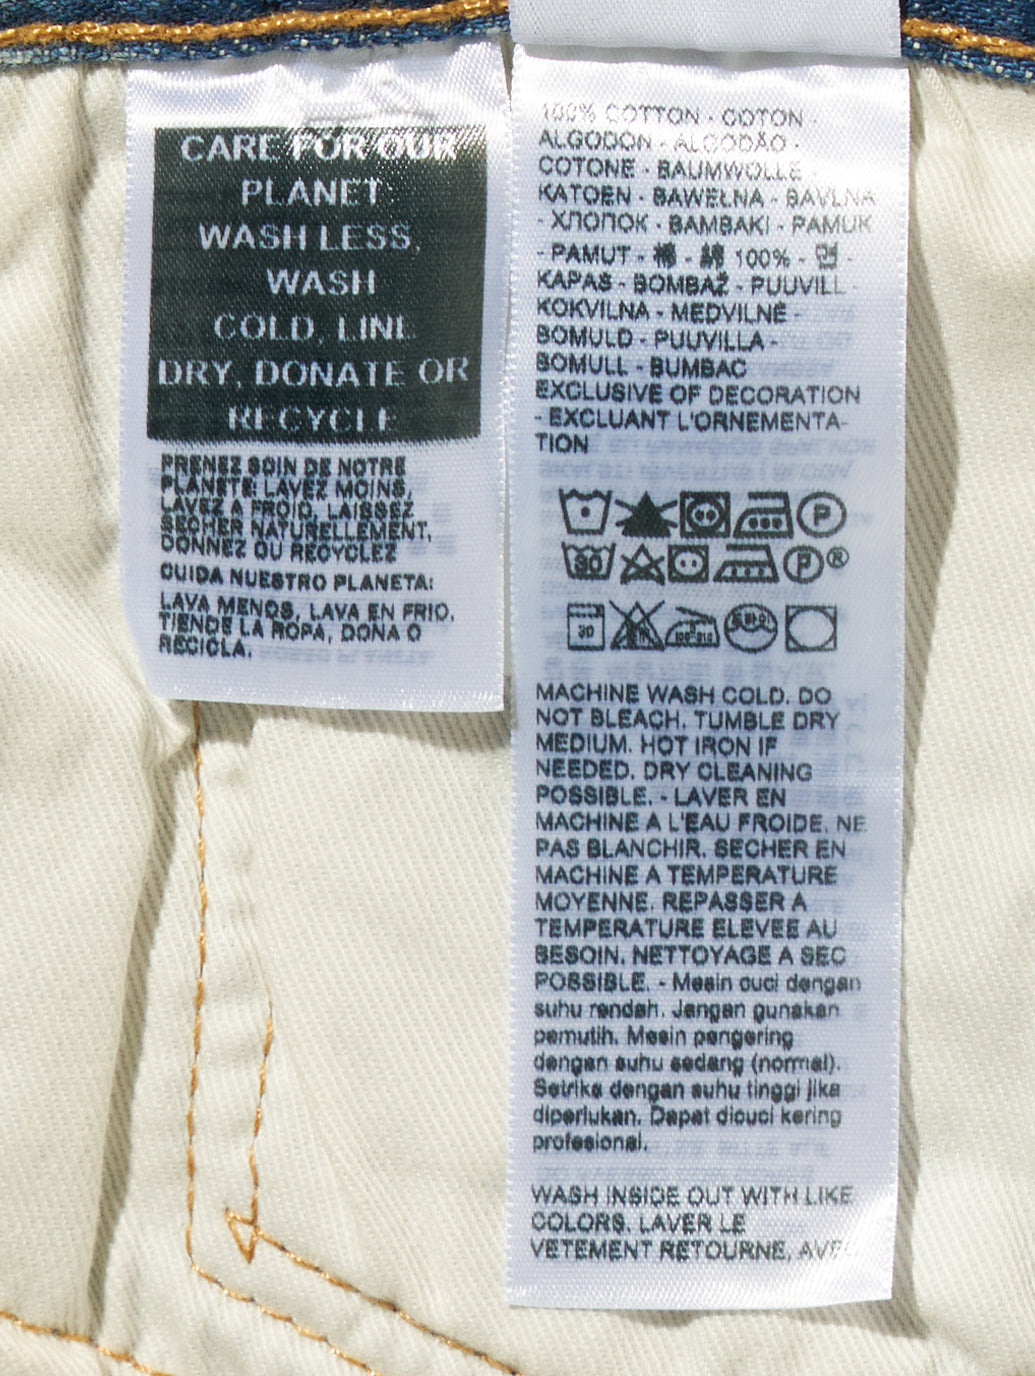 CARE FOR OUR
PLANET:
WASH LESS,
WASH
COLD, LINE
DRY, DONATE OR
RECYCLE
PRENEZ SOIN DE NOTRE
PLANETE: LAVEZ MOINS,
LAVEZ A FROID, LAISSEZ
SECHER NATURELLEMENT,
DONNEZ OU RECYCLEZ
CUIDA NUESTRO PLANETA:
LAVA MENOS, LAVA EN FRIO,
TIENDE LA ROPA, DONA O
RECICLA.
100% COTTON - COTON -
ALGODON - ALGODÃO -
COTONE - BAUMWOLLE -
KATOEN - BAWEŁNA - BAVLNA
- ХЛОПОК - BAMBAKI - PAMUK
- PAMUT - 棉 - 綿 100% - 면 -
KAPAS - BOMBAŽ - PUUVILL -
KOKVILNA - MEDVILNĖ -
BOMULD - PUUVILLA -
BOMULL - BUMBAC
EXCLUSIVE OF DECORATION
- EXCLUANT L'ORNEMENTA-
TION
P
30 P®
30
MACHINE WASH COLD. DO
NOT BLEACH. TUMBLE DRY
MEDIUM. HOT IRON IF
NEEDED. DRY CLEANING
POSSIBLE. - LAVER EN
MACHINE A L'EAU FROIDE. NE
PAS BLANCHIR. SECHER EN
MACHINE A TEMPERATURE
MOYENNE. REPASSER A
TEMPERATURE ELEVEE AU
BESOIN. NETTOYAGE A SEC
POSSIBLE. - Mesin cuci dengan
suhu rendah. Jangan gunakan
pemutih. Mesin pengering
dengan suhu sedang (normal).
Setrika dengan suhu tinggi jika
diperlukan. Dapat dicuci kering
profesional.
WASH INSIDE OUT WITH LIKE
COLORS. LAVER LE
VETEMENT RETOURNE, AVEC